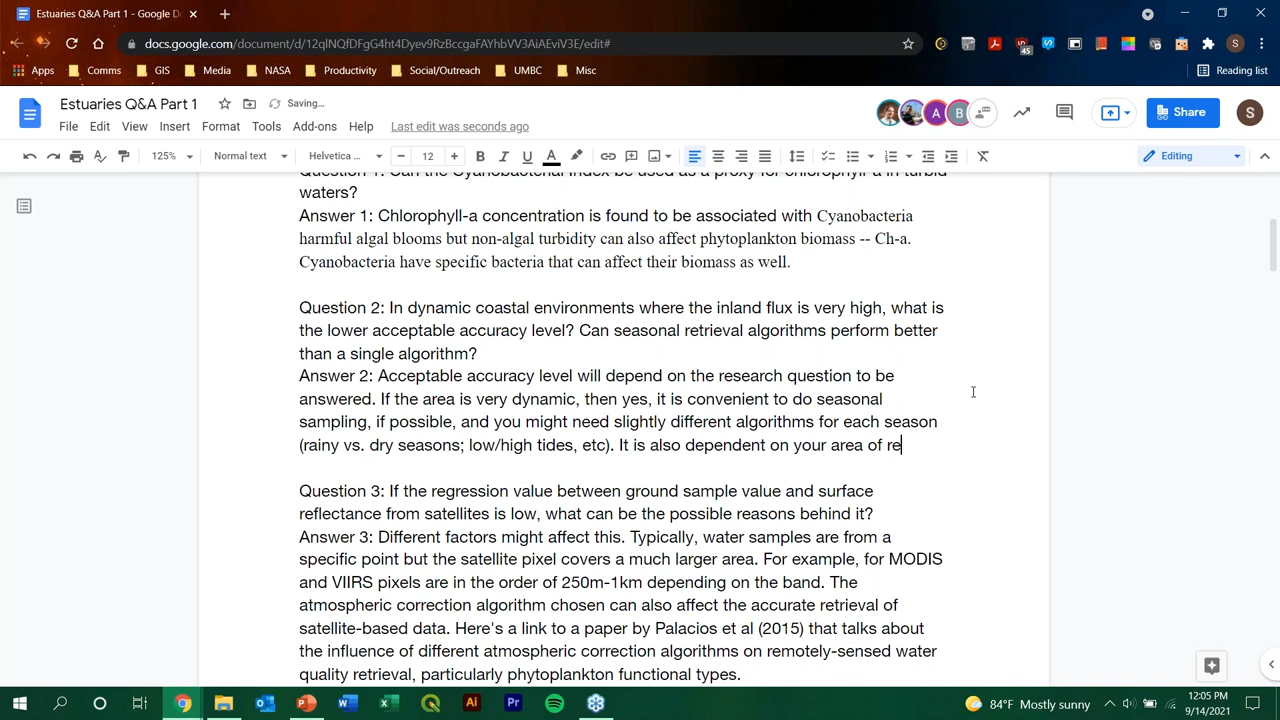 Estuaries Q&A Part 1 - Google D
docs.google.com/document/d/12qlNQfDFgG4ht4Dyev9RzBccgaFAYhbVV3AiAEviV3E/edit#
45
S
Apps Comms GIS Media NASA Productivity Social/Outreach UMBC Misc Reading list
Estuaries Q&A Part 1 Saving...
A B Share S
File Edit View Insert Format Tools Add-ons Help Last edit was seconds ago
125% Normal text Helvetica ... 12 B I U A Editing
Question 1: Can the Cyanobacterial Index be used as a proxy for chlorophyll-a in turbid
waters?
Answer 1: Chlorophyll-a concentration is found to be associated with Cyanobacteria
harmful algal blooms but non-algal turbidity can also affect phytoplankton biomass -- Ch-a.
Cyanobacteria have specific bacteria that can affect their biomass as well.
Question 2: In dynamic coastal environments where the inland flux is very high, what is
the lower acceptable accuracy level? Can seasonal retrieval algorithms perform better
than a single algorithm?
Answer 2: Acceptable accuracy level will depend on the research question to be
answered. If the area is very dynamic, then yes, it is convenient to do seasonal
sampling, if possible, and you might need slightly different algorithms for each season
(rainy vs. dry seasons; low/high tides, etc). It is also dependent on your area of re
Question 3: If the regression value between ground sample value and surface
reflectance from satellites is low, what can be the possible reasons behind it?
Answer 3: Different factors might affect this. Typically, water samples are from a
specific point but the satellite pixel covers a much larger area. For example, for MODIS
and VIIRS pixels are in the order of 250m-1km depending on the band. The
atmospheric correction algorithm chosen can also affect the accurate retrieval of
satellite-based data. Here's a link to a paper by Palacios et al (2015) that talks about
the influence of different atmospheric correction algorithms on remotely-sensed water
quality retrieval, particularly phytoplankton functional types.
84°F Mostly sunny
12:05 PM
9/14/2021